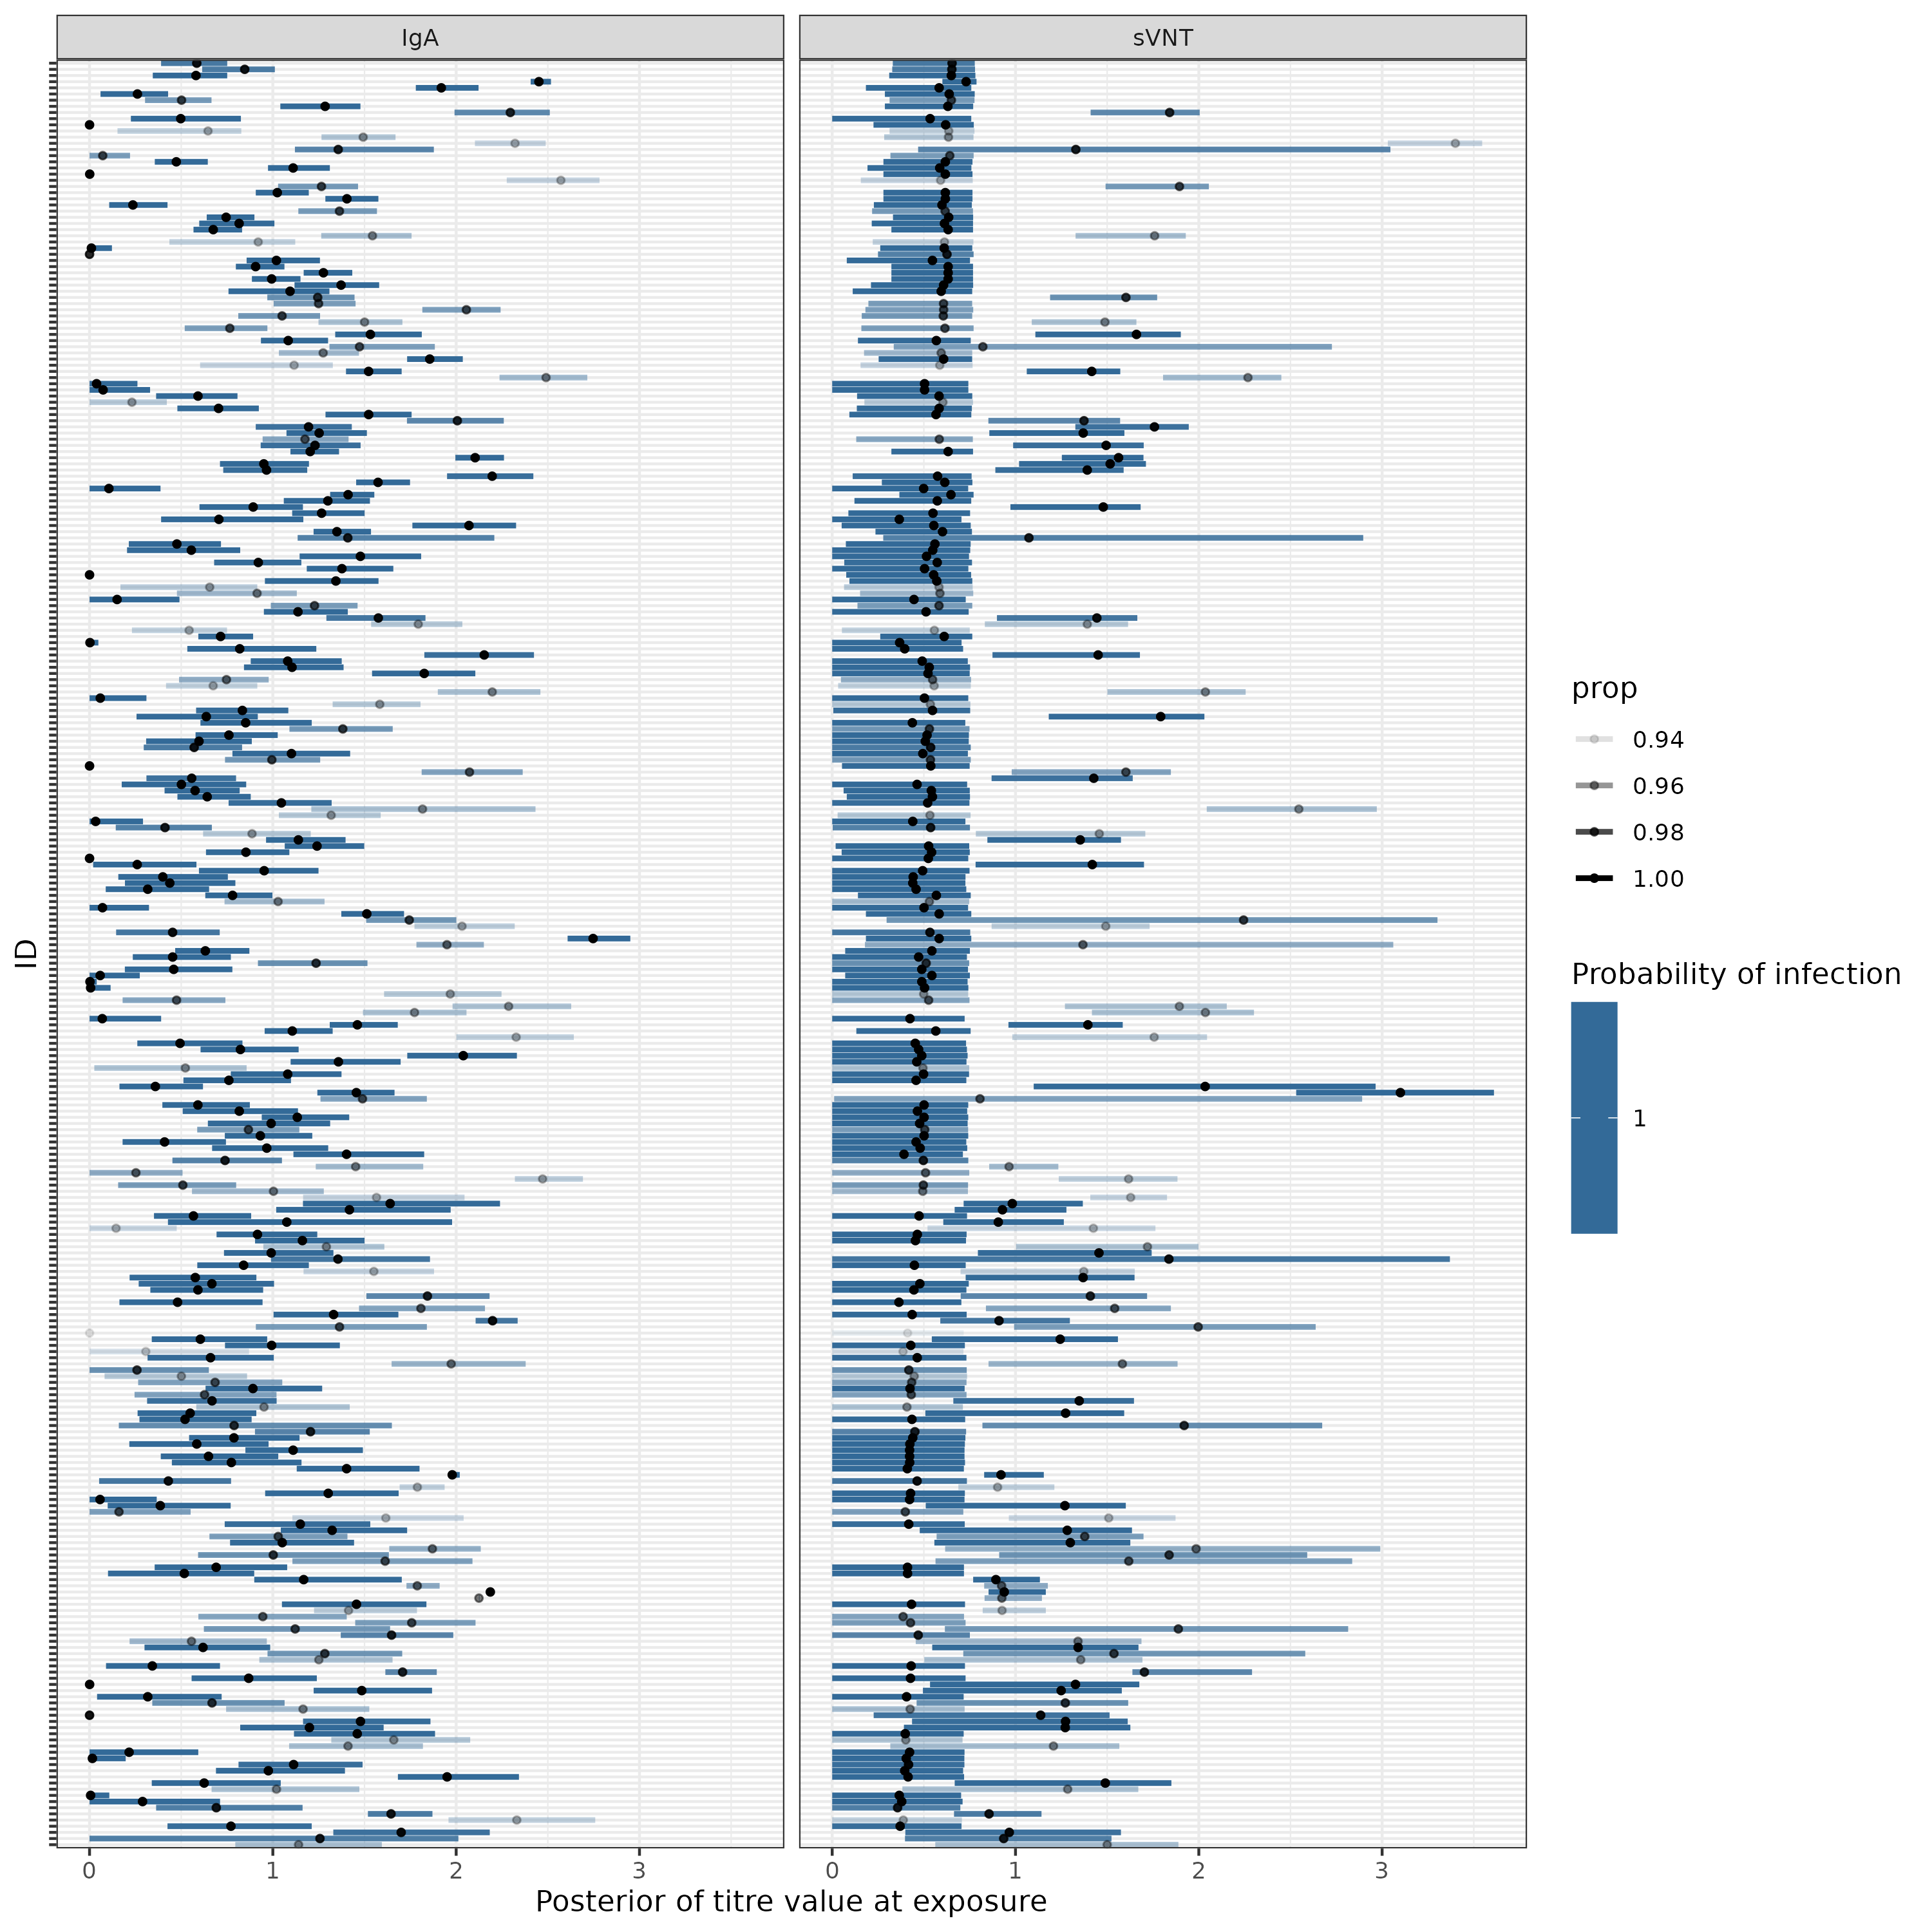 IgA
sVNT
ID
0 1 2 3
0 1 2 3
Posterior of titre value at exposure
prop
0.94
0.96
0.98
1.00
Probability of infection
1